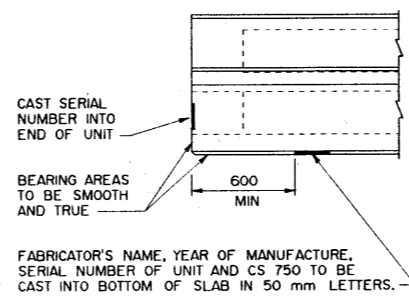 CAST SERIAL
NUMBER INTO
END OF UNIT
BEARING AREAS
TO BE SMOOTH
AND TRUE
600
MIN
FABRICATOR'S NAME, YEAR OF MANUFACTURE,
SERIAL NUMBER OF UNIT AND CS 750 TO BE
CAST INTO BOTTOM OF SLAB IN 50 mm LETTERS.